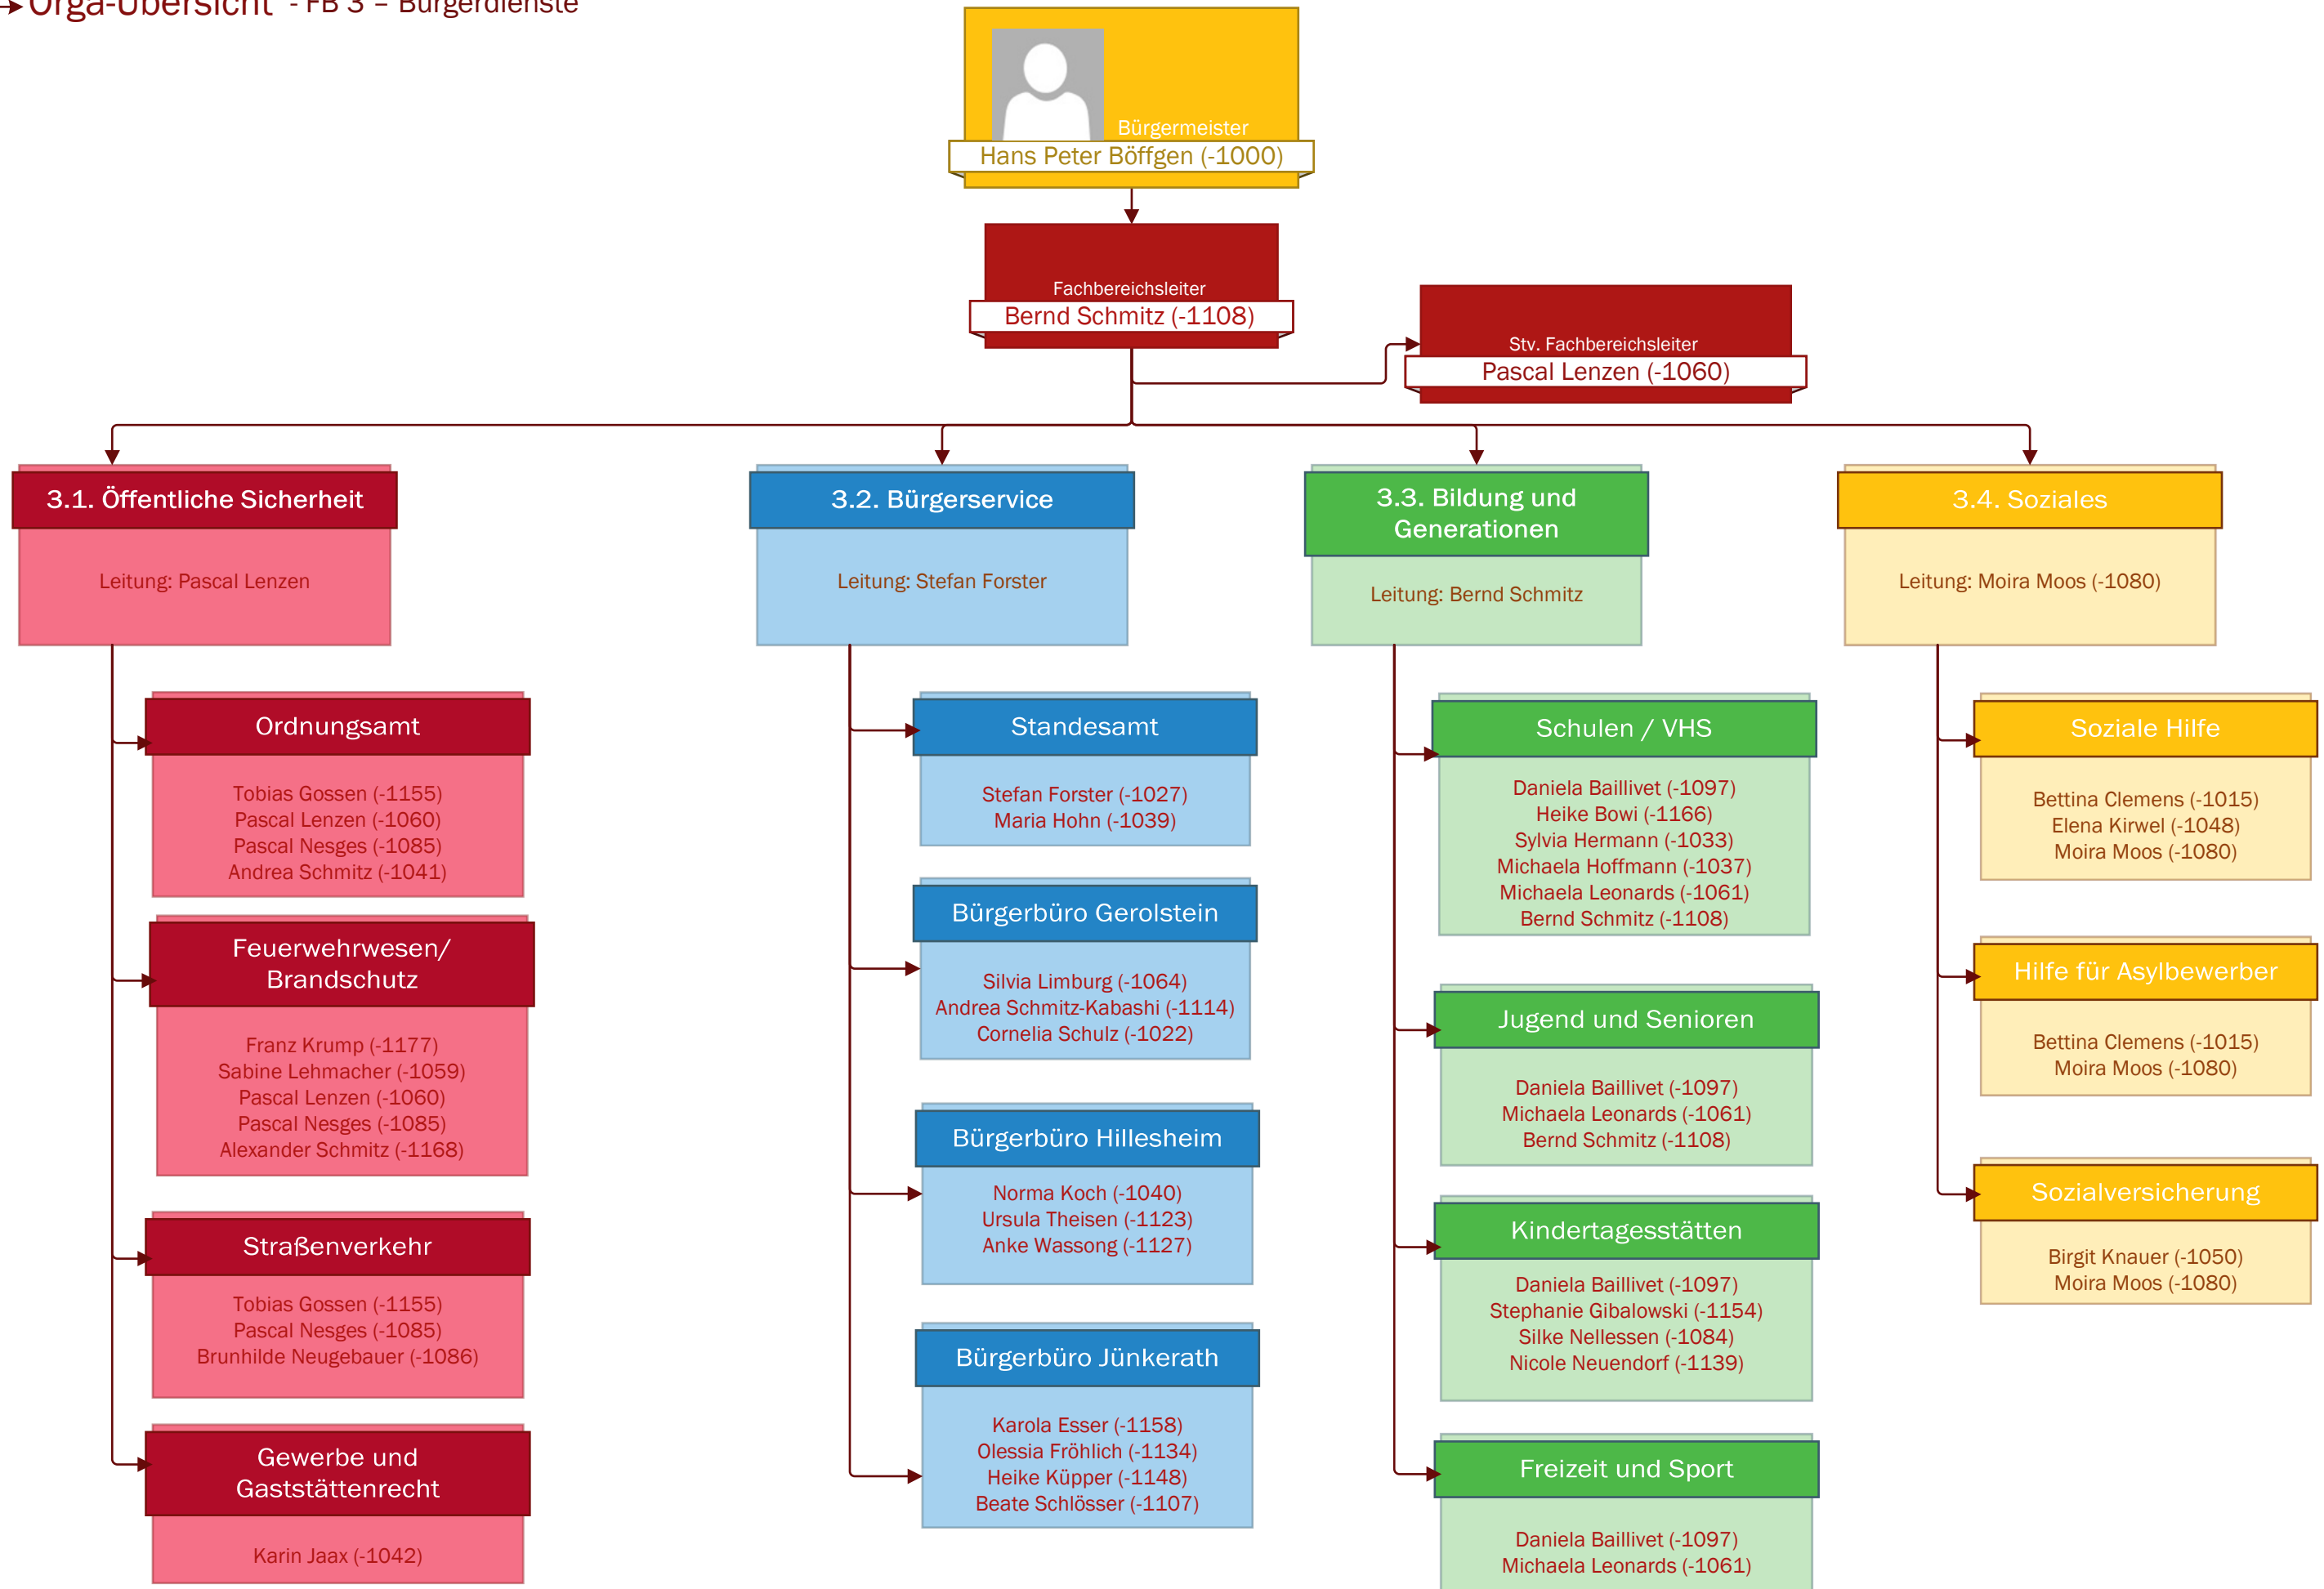 Orga-Übersicht - FB 3 – Bürgerdienste
Bürgermeister
Hans Peter Böffgen (-1000)
Fachbereichsleiter
Bernd Schmitz (-1108)
Stv. Fachbereichsleiter
Pascal Lenzen (-1060)
3.1. Öffentliche Sicherheit
Leitung: Pascal Lenzen
Ordnungsamt
Tobias Gossen (-1155)
Pascal Lenzen (-1060)
Pascal Nesges (-1085)
Andrea Schmitz (-1041)
Feuerwehrwesen/
Brandschutz
Franz Krump (-1177)
Sabine Lehmacher (-1059)
Pascal Lenzen (-1060)
Pascal Nesges (-1085)
Alexander Schmitz (-1168)
Straßenverkehr
Tobias Gossen (-1155)
Pascal Nesges (-1085)
Brunhilde Neugebauer (-1086)
Gewerbe und
Gaststättenrecht
Karin Jaax (-1042)
3.2. Bürgerservice
Leitung: Stefan Forster
Standesamt
Stefan Forster (-1027)
Maria Hohn (-1039)
Bürgerbüro Gerolstein
Silvia Limburg (-1064)
Andrea Schmitz-Kabashi (-1114)
Cornelia Schulz (-1022)
Bürgerbüro Hillesheim
Norma Koch (-1040)
Ursula Theisen (-1123)
Anke Wassong (-1127)
Bürgerbüro Jünkerath
Karola Esser (-1158)
Olessia Fröhlich (-1134)
Heike Küpper (-1148)
Beate Schlösser (-1107)
3.3. Bildung und
Generationen
Leitung: Bernd Schmitz
Schulen / VHS
Daniela Baillivet (-1097)
Heike Bowi (-1166)
Sylvia Hermann (-1033)
Michaela Hoffmann (-1037)
Michaela Leonards (-1061)
Bernd Schmitz (-1108)
Jugend und Senioren
Daniela Baillivet (-1097)
Michaela Leonards (-1061)
Bernd Schmitz (-1108)
Kindertagesstätten
Daniela Baillivet (-1097)
Stephanie Gibalowski (-1154)
Silke Nellessen (-1084)
Nicole Neuendorf (-1139)
Freizeit und Sport
Daniela Baillivet (-1097)
Michaela Leonards (-1061)
3.4. Soziales
Leitung: Moira Moos (-1080)
Soziale Hilfe
Bettina Clemens (-1015)
Elena Kirwel (-1048)
Moira Moos (-1080)
Hilfe für Asylbewerber
Bettina Clemens (-1015)
Moira Moos (-1080)
Sozialversicherung
Birgit Knauer (-1050)
Moira Moos (-1080)